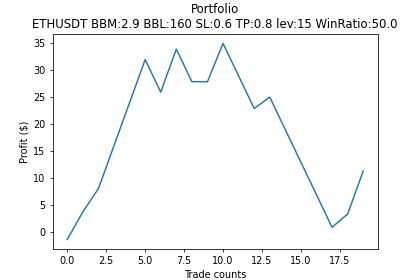 Portfolio
ETHUSDT BBM:2.9 BBL:160 SL:0.6 TP:0.8 lev:15 WinRatio:50.0
35
30
25
20
15
10
5
0
Profit ($)
0.0 2.5 5.0 7.5 10.0 12.5 15.0 17.5
Trade counts